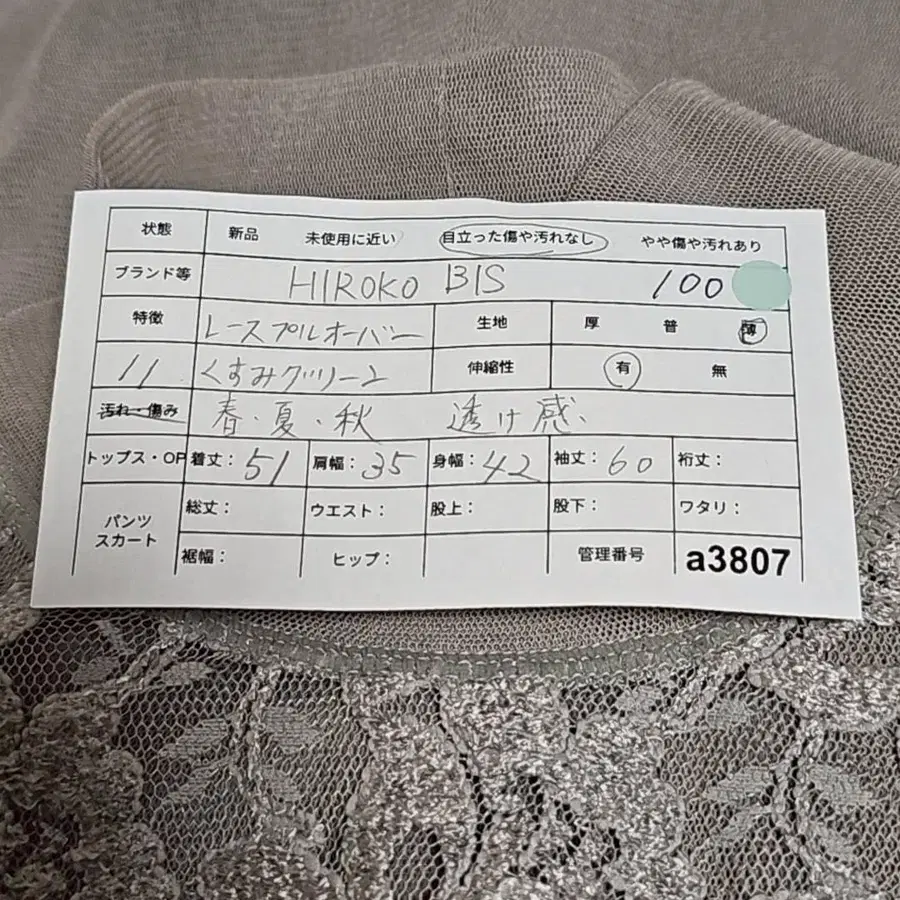 状態 新品 未使用に近い 目立った傷や汚れなし やや傷や汚れあり
ブランド等 HIROKO BIS 100
特徴 レースプルオーバー 生地 厚 普 薄
11 くすみグリーン 伸縮性 有 無
汚れ・傷み 春・夏・秋 透け感、
トップス・OP 着丈：51 肩幅：35 身幅：42 袖丈：60 裄丈：
パンツ スカート 総丈： ウエスト： 股上： 股下： ワタリ：
裾幅： ヒップ： 管理番号 a3807